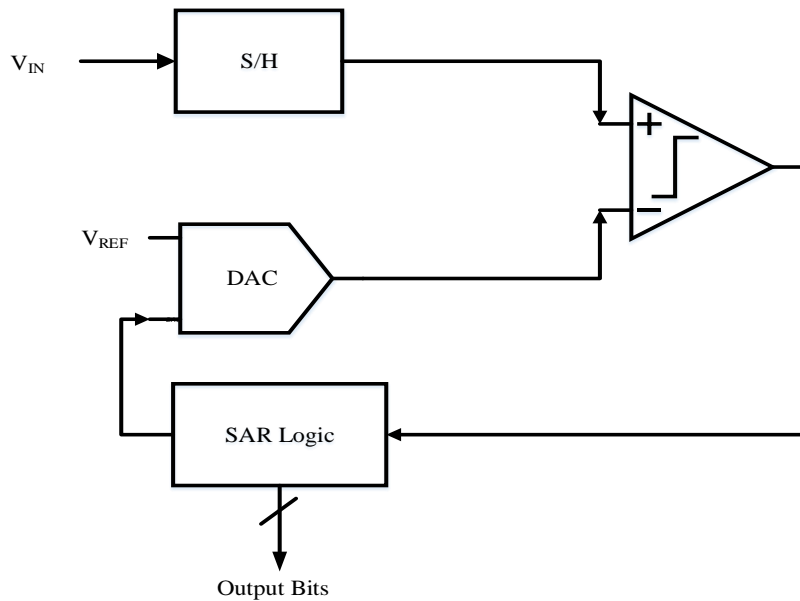 V_IN
S/H
+
−
V_REF
DAC
SAR Logic
Output Bits